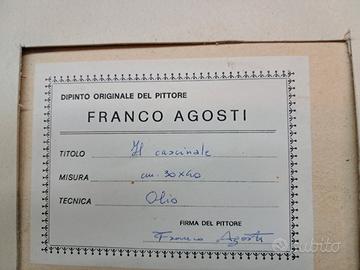 DIPINTO ORIGINALE DEL PITTORE
FRANCO AGOSTI
TITOLO Il cascinale
MISURA cm. 30x40
TECNICA Olio
FIRMA DEL PITTORE
Franco Agosti
subito